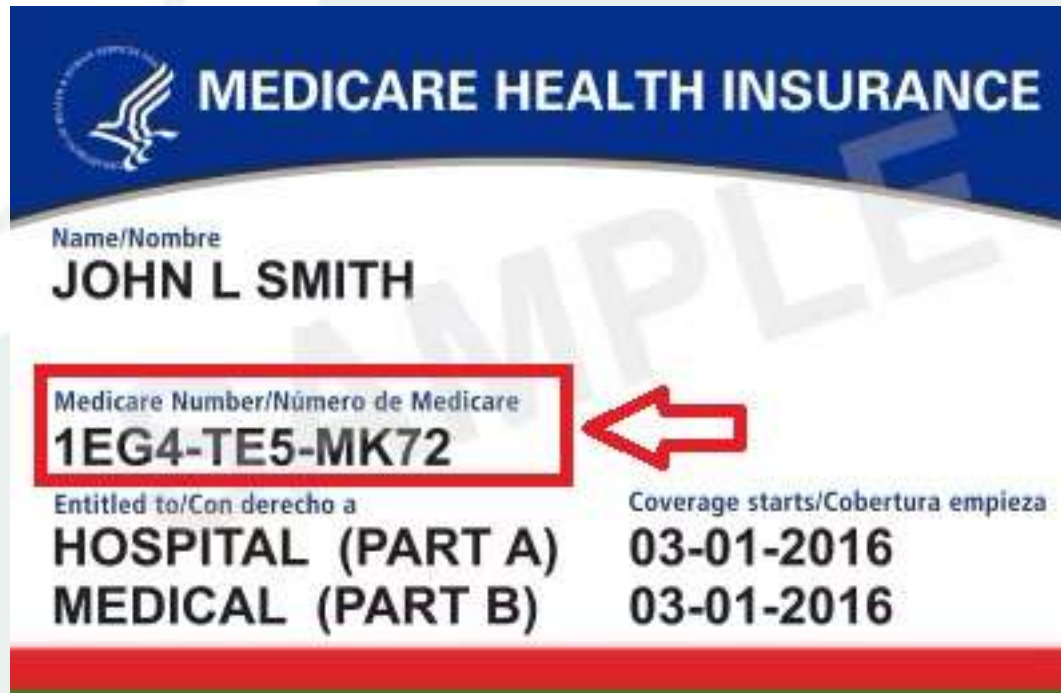 MEDICARE HEALTH INSURANCE
Name/Nombre
JOHN L SMITH
Medicare Number/Número de Medicare
1EG4-TE5-MK72
Entitled to/Con derecho a Coverage starts/Cobertura empieza
HOSPITAL (PART A) 03-01-2016
MEDICAL (PART B) 03-01-2016
SAMPLE